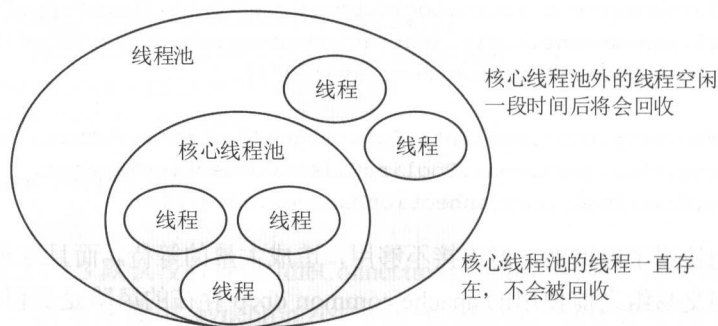 线程池
线程
线程
核心线程池
线程
线程
线程
核心线程池外的线程空闲
一段时间后将会回收
核心线程池的线程一直存
在，不会被回收